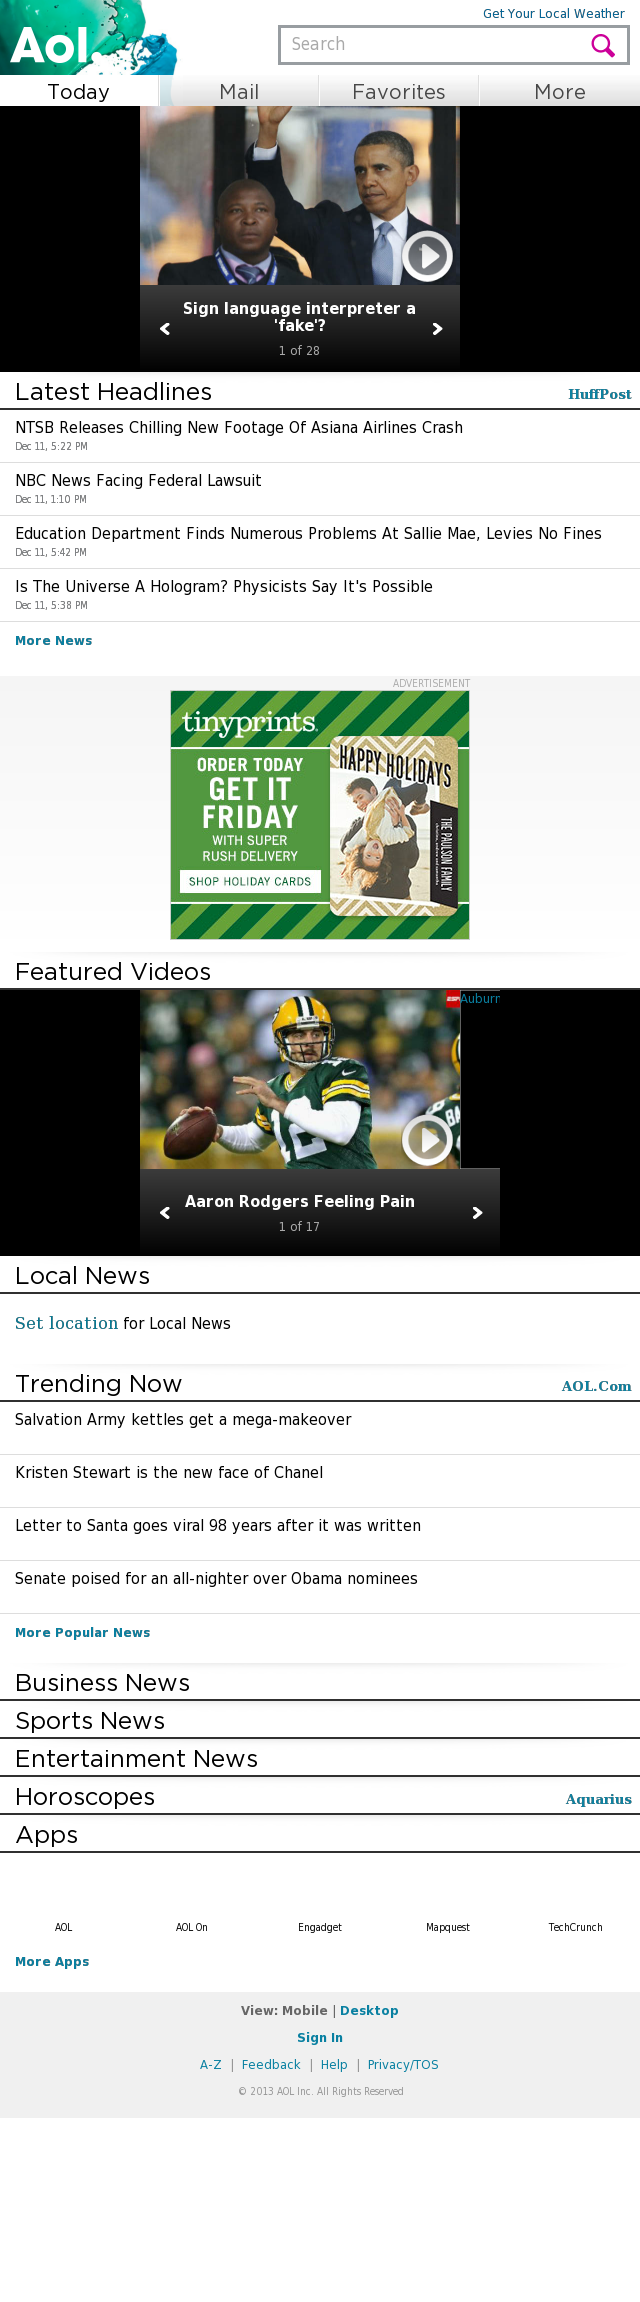 Get Your Local Weather
Aol.
Search
Today
Mail
Favorites
More
Sign language interpreter a
'fake'?
1 of 28
Latest Headlines
HuffPost
NTSB Releases Chilling New Footage Of Asiana Airlines Crash
Dec 11, 5:22 PM
NBC News Facing Federal Lawsuit
Dec 11, 1:10 PM
Education Department Finds Numerous Problems At Sallie Mae, Levies No Fines
Dec 11, 5:42 PM
Is The Universe A Hologram? Physicists Say It's Possible
Dec 11, 5:38 PM
More News
ADVERTISEMENT
tinyprints.
ORDER TODAY
GET IT
FRIDAY
WITH SUPER
RUSH DELIVERY
SHOP HOLIDAY CARDS
HAPPY HOLIDAYS
THE PAULSON FAMILY
Featured Videos
Auburn
12
Aaron Rodgers Feeling Pain
1 of 17
Local News
Set location for Local News
Trending Now
AOL.Com
Salvation Army kettles get a mega-makeover
Kristen Stewart is the new face of Chanel
Letter to Santa goes viral 98 years after it was written
Senate poised for an all-nighter over Obama nominees
More Popular News
Business News
Sports News
Entertainment News
Horoscopes
Aquarius
Apps
AOL
AOL On
Engadget
Mapquest
TechCrunch
More Apps
View: Mobile | Desktop
Sign In
A-Z | Feedback | Help | Privacy/TOS
© 2013 AOL Inc. All Rights Reserved